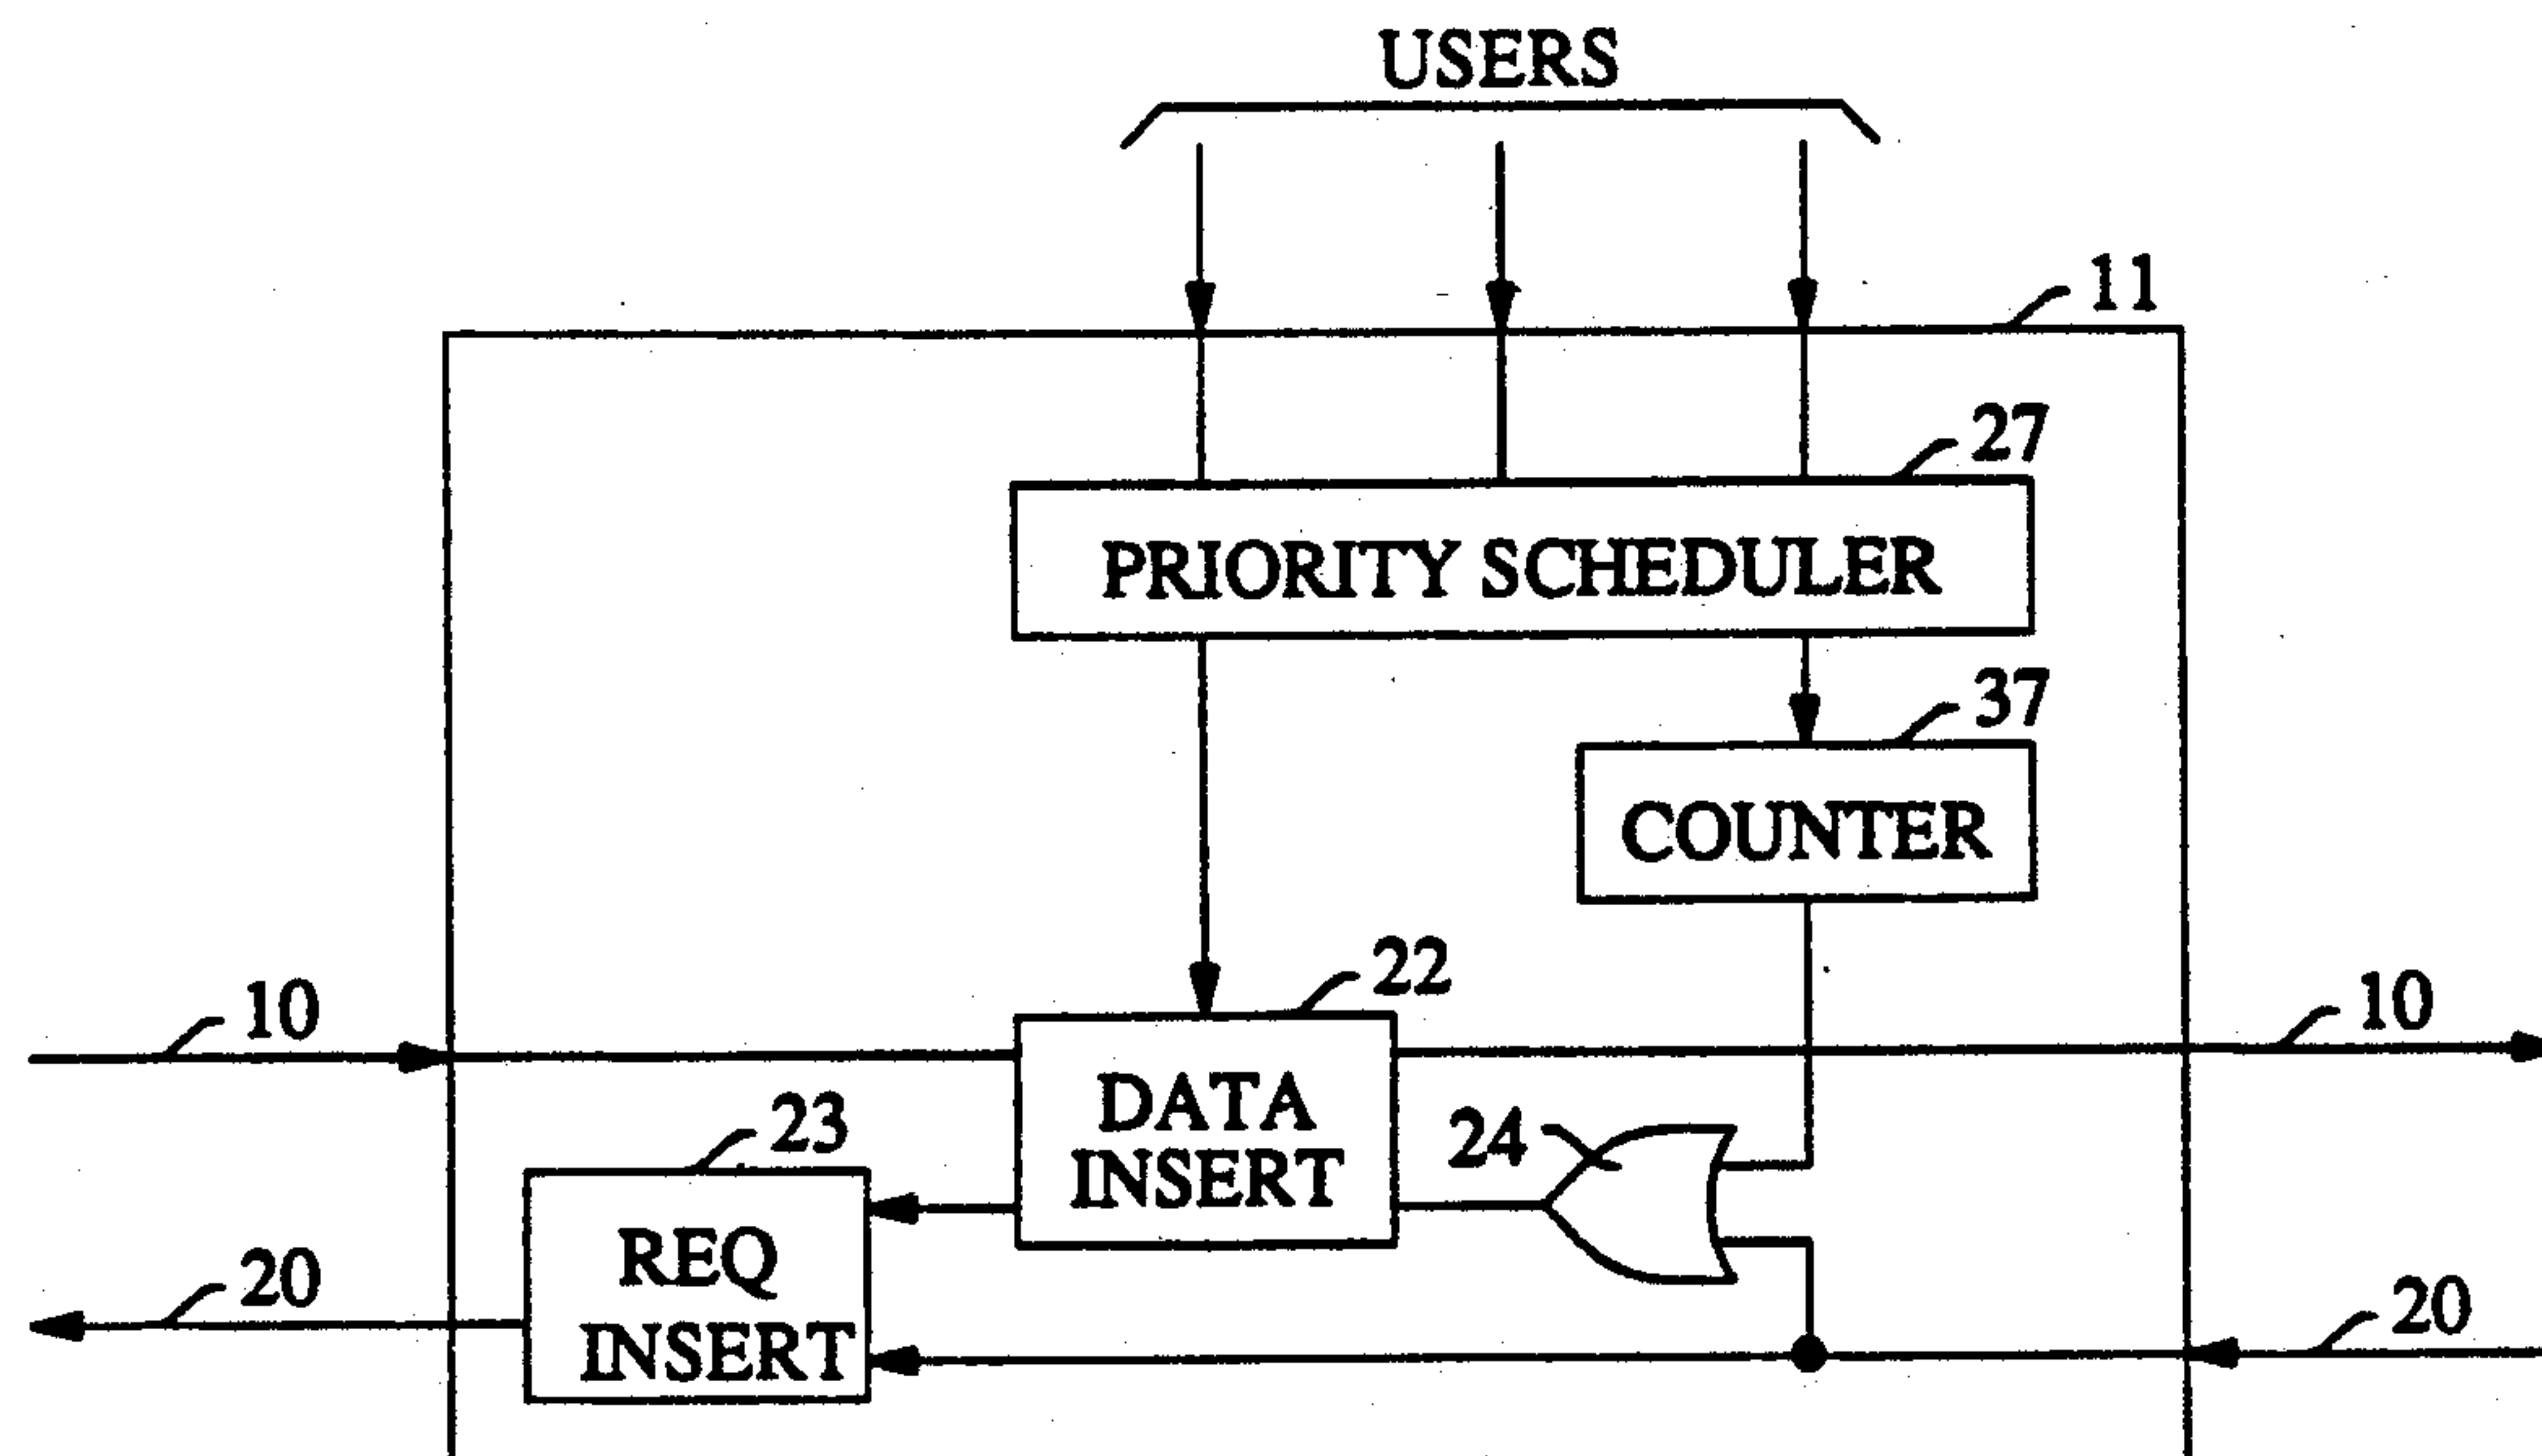 USERS
11
27
PRIORITY SCHEDULER
37
COUNTER
22
10
10
DATA
INSERT
24
23
REQ
INSERT
20
20